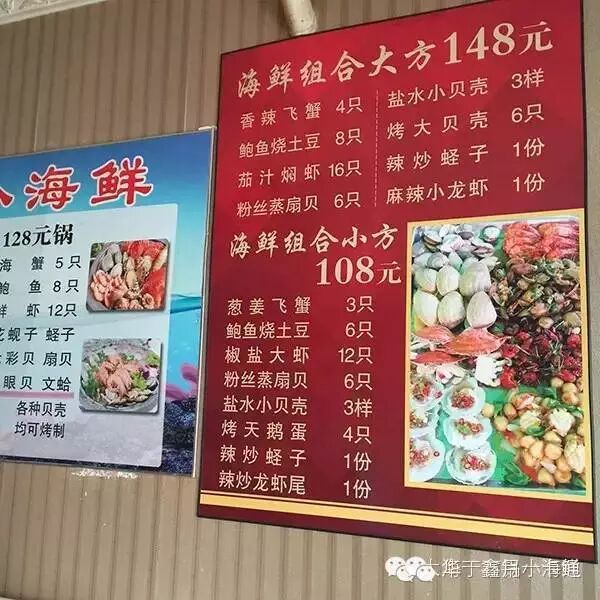 海鲜
128元锅
海 蟹 5只
鲍 鱼 8只
鲜 虾 12只
花蚬子 蛏子
彩贝 扇贝
眼贝 文蛤
各种贝壳
均可烤制
海鲜组合大方148元
香辣飞蟹 4只
鲍鱼烧土豆 8只
茄汁焖虾 16只
粉丝蒸扇贝 6只
盐水小贝壳 3样
烤大贝壳 6只
辣炒蛏子 1份
麻辣小龙虾 1份
海鲜组合小方
108元
葱姜飞蟹 3只
鲍鱼烧土豆 6只
椒盐大虾 12只
粉丝蒸扇贝 6只
盐水小贝壳 3样
烤天鹅蛋 4只
辣炒蛏子 1份
辣炒龙虾尾 1份